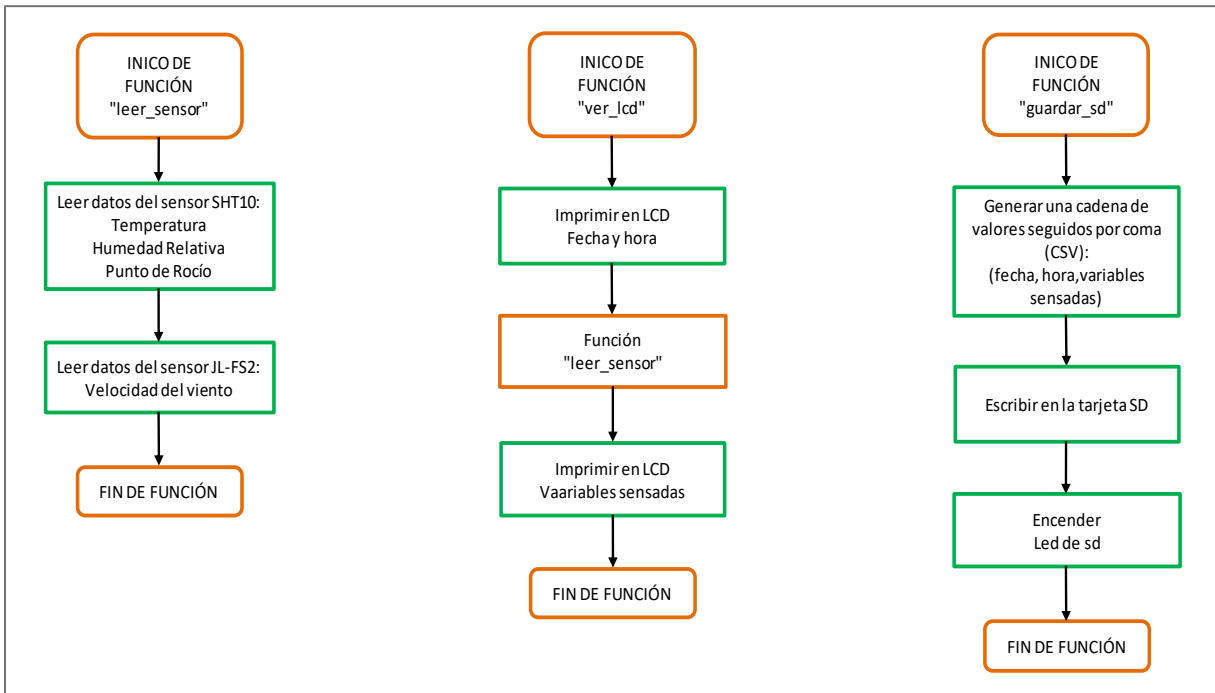 INICO DE
FUNCIÓN
"leer_sensor"
Leer datos del sensor SHT10:
Temperatura
Humedad Relativa
Punto de Rocío
Leer datos del sensor JL-FS2:
Velocidad del viento
FIN DE FUNCIÓN
INICO DE
FUNCIÓN
"ver_lcd"
Imprimir en LCD
Fecha y hora
Función
"leer_sensor"
Imprimir en LCD
Vaariables sensadas
FIN DE FUNCIÓN
INICO DE
FUNCIÓN
"guardar_sd"
Generar una cadena de
valores seguidos por coma
(CSV):
(fecha, hora,variables
sensadas)
Escribir en la tarjeta SD
Encender
Led de sd
FIN DE FUNCIÓN